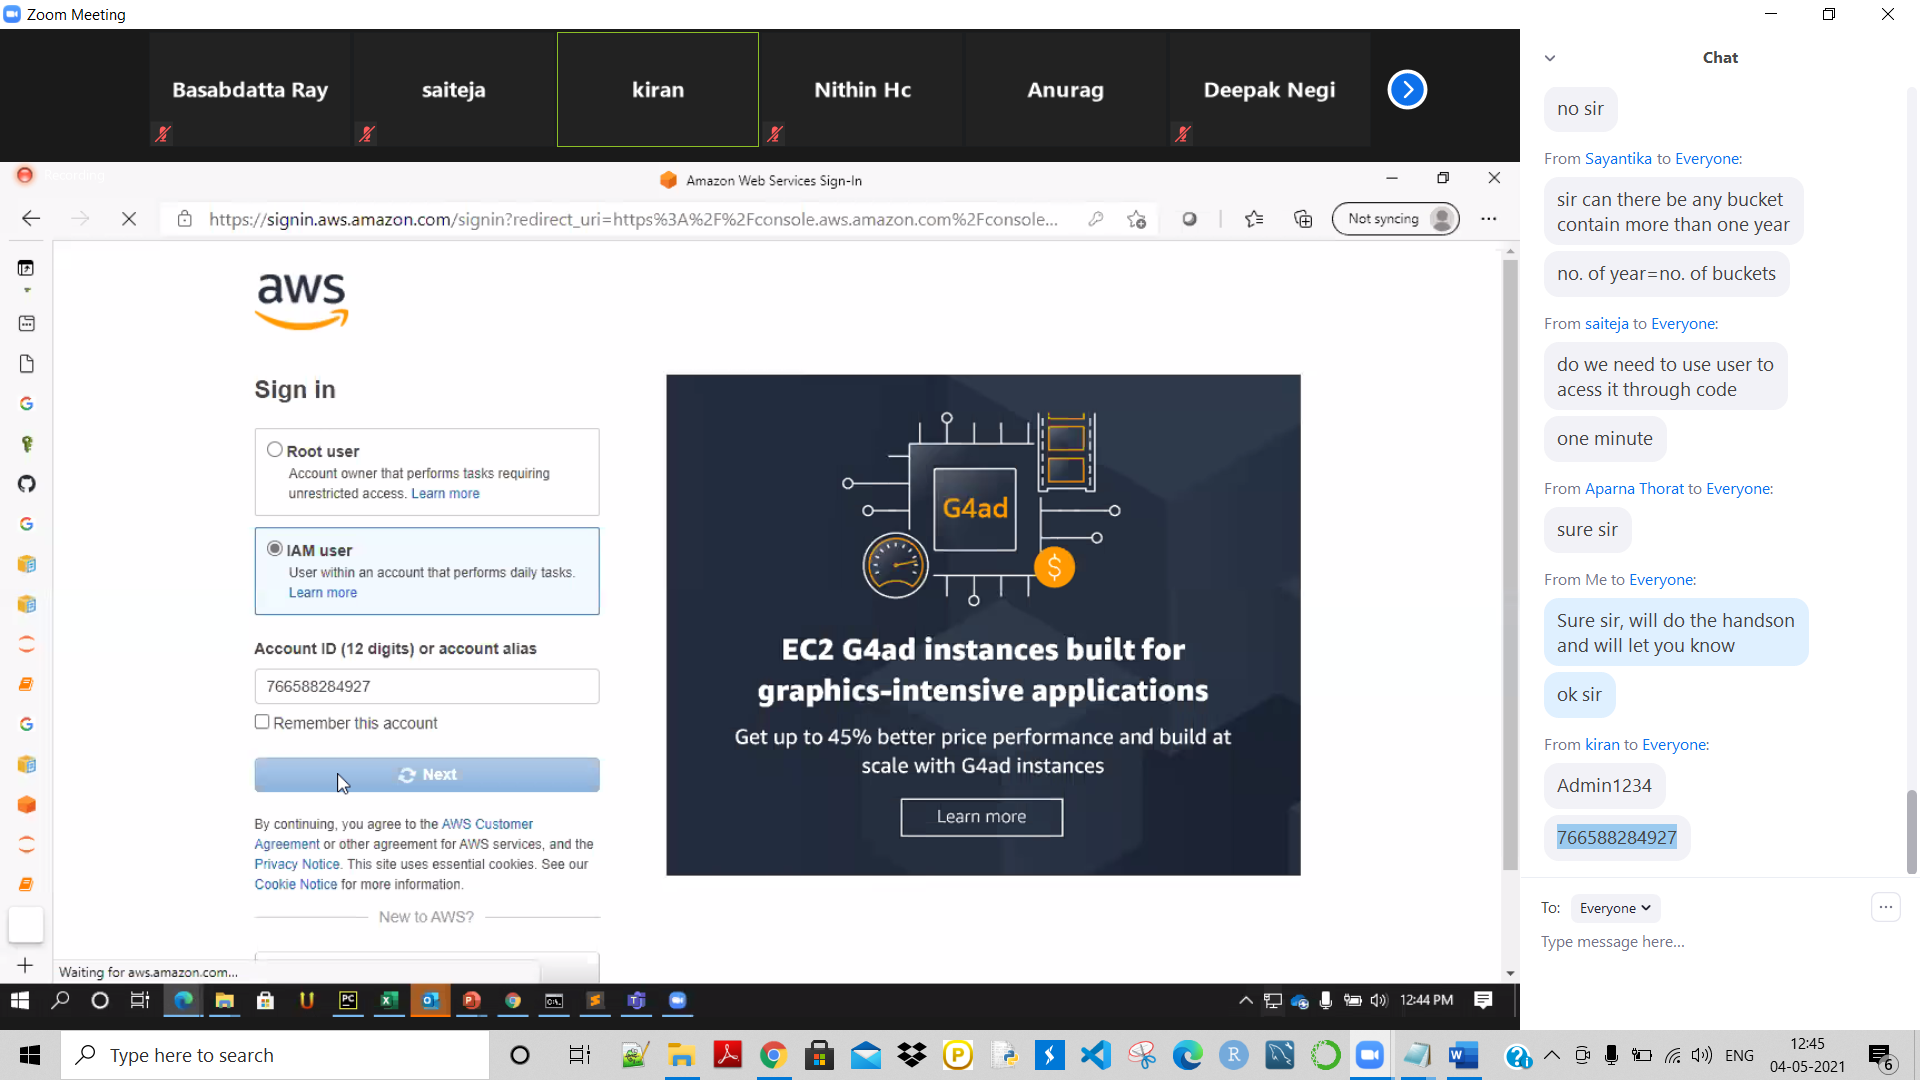 Zoom Meeting
Basabdatta Ray
saiteja
kiran
Nithin Hc
Anurag
Deepak Negi
Recording
Amazon Web Services Sign-In
https://signin.aws.amazon.com/signin?redirect_uri=https%3A%2F%2Fconsole.aws.amazon.com%2Fconsole...
Not syncing
aws
Sign in
Root user
Account owner that performs tasks requiring
unrestricted access. Learn more
IAM user
User within an account that performs daily tasks.
Learn more
Account ID (12 digits) or account alias
766588284927
Remember this account
Next
By continuing, you agree to the AWS Customer
Agreement or other agreement for AWS services, and the
Privacy Notice. This site uses essential cookies. See our
Cookie Notice for more information.
New to AWS?
G4ad
$
EC2 G4ad instances built for
graphics-intensive applications
Get up to 45% better price performance and build at
scale with G4ad instances
Learn more
Waiting for aws.amazon.com...
12:44 PM
Chat
no sir
From Sayantika to Everyone:
sir can there be any bucket
contain more than one year
no. of year=no. of buckets
From saiteja to Everyone:
do we need to use user to
acess it through code
one minute
From Aparna Thorat to Everyone:
sure sir
From Me to Everyone:
Sure sir, will do the handson
and will let you know
ok sir
From kiran to Everyone:
Admin1234
766588284927
To: Everyone
Type message here...
Type here to search
ENG
12:45
04-05-2021
6